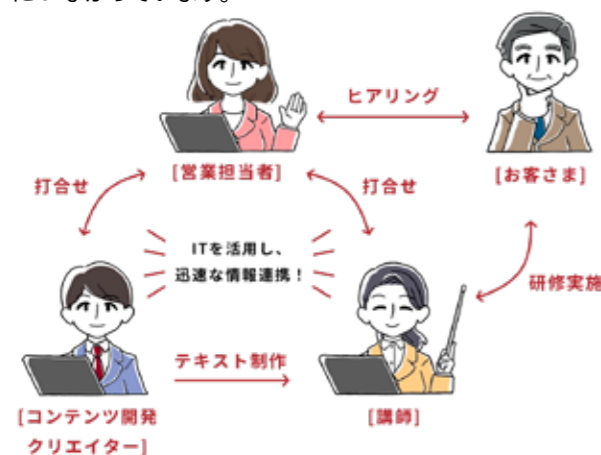 ヒアリング
[営業担当者]
[お客さま]
打合せ
打合せ
ITを活用し、
迅速な情報連携！
研修実施
テキスト制作
[コンテンツ開発
クリエイター]
[講師]